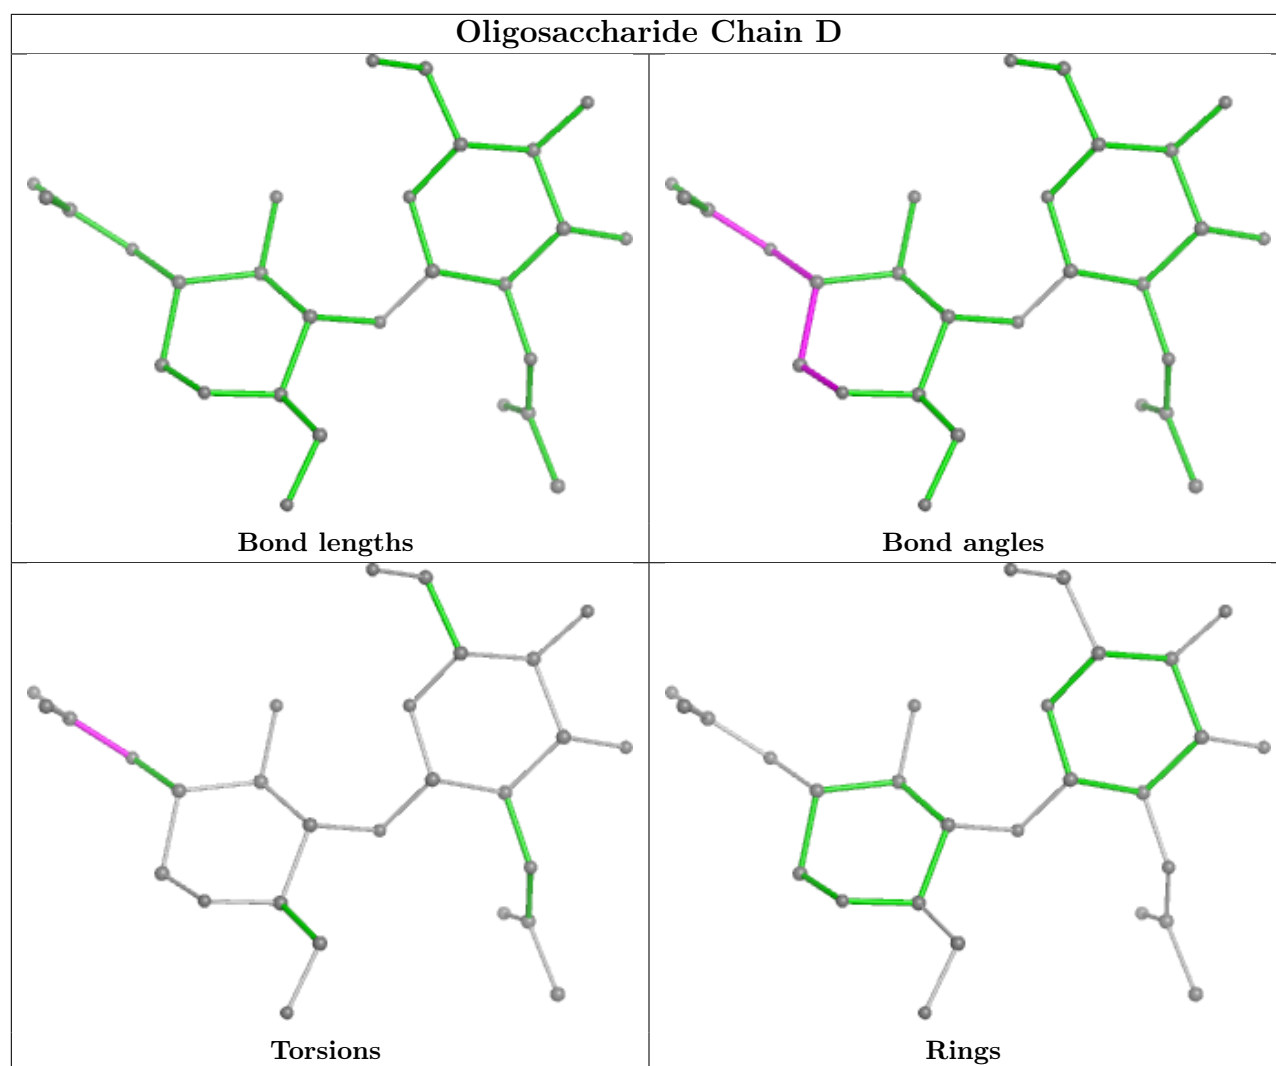 Oligosaccharide Chain D
Bond lengths
Bond angles
Torsions
Rings